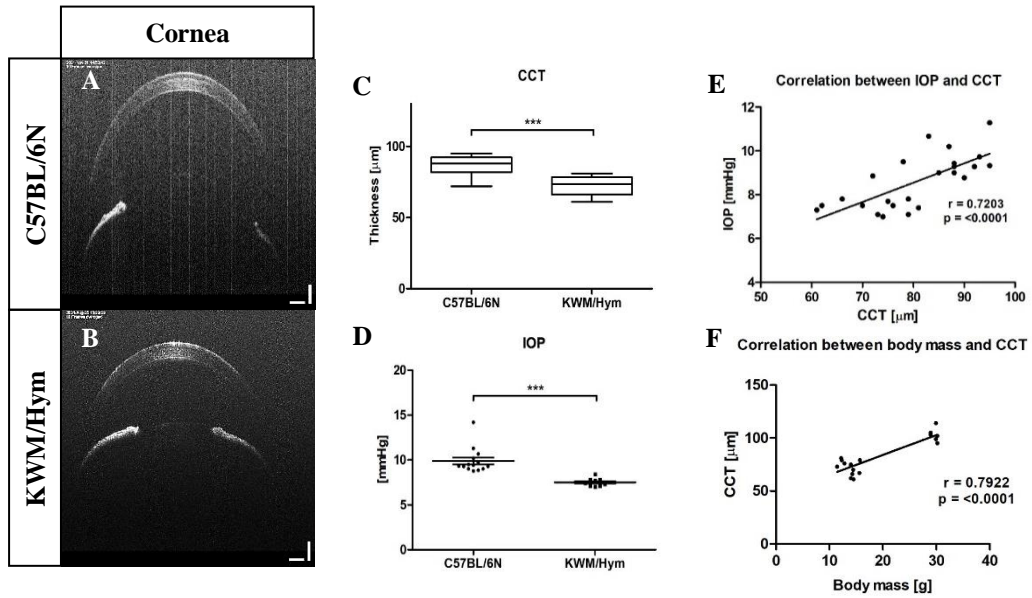 Cornea
C57BL/6N
KWM/Hym
A
B
C
CCT
***
Thickness [µm]
100
50
0
C57BL/6N
KWM/Hym
D
IOP
***
[mmHg]
20
15
10
5
0
C57BL/6N
KWM/Hym
E
Correlation between IOP and CCT
IOP [mmHg]
12
10
8
6
4
r = 0.7203
p = <0.0001
50
60
70
80
90
100
CCT [µm]
F
Correlation between body mass and CCT
CCT [µm]
150
100
50
0
r = 0.7922
p = <0.0001
0
10
20
30
40
Body mass [g]